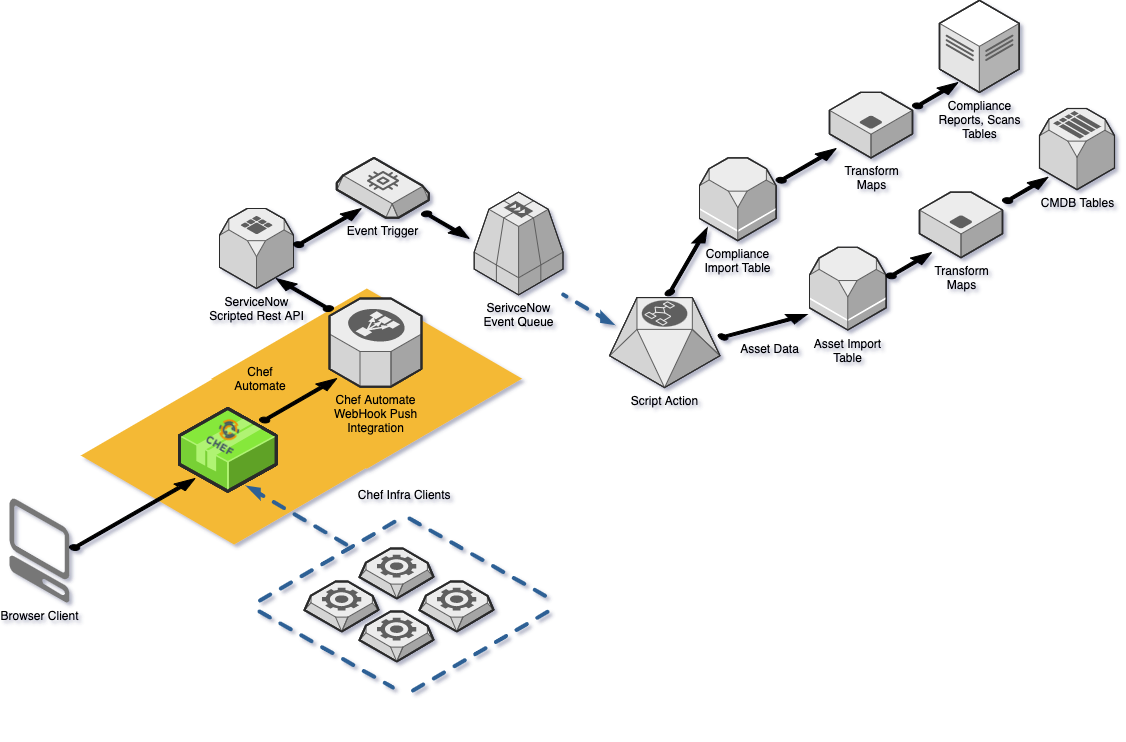 Compliance
Reports, Scans
Tables
Transform
Maps
CMDB Tables
Event Trigger
Compliance
Import Table
Transform
Maps
ServiceNow
Scripted Rest API
SerivceNow
Event Queue
Asset Data
Asset Import
Table
Script Action
Chef
Automate
Chef Automate
WebHook Push
Integration
CHEF
Chef Infra Clients
Browser Client